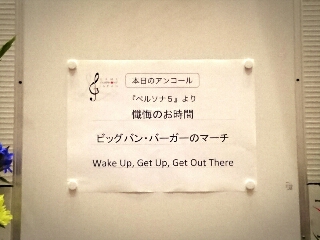 本日のアンコール
『ペルソナ5』より
懺悔のお時間
ビッグバン・バーガーのマーチ
Wake Up, Get Up, Get Out There